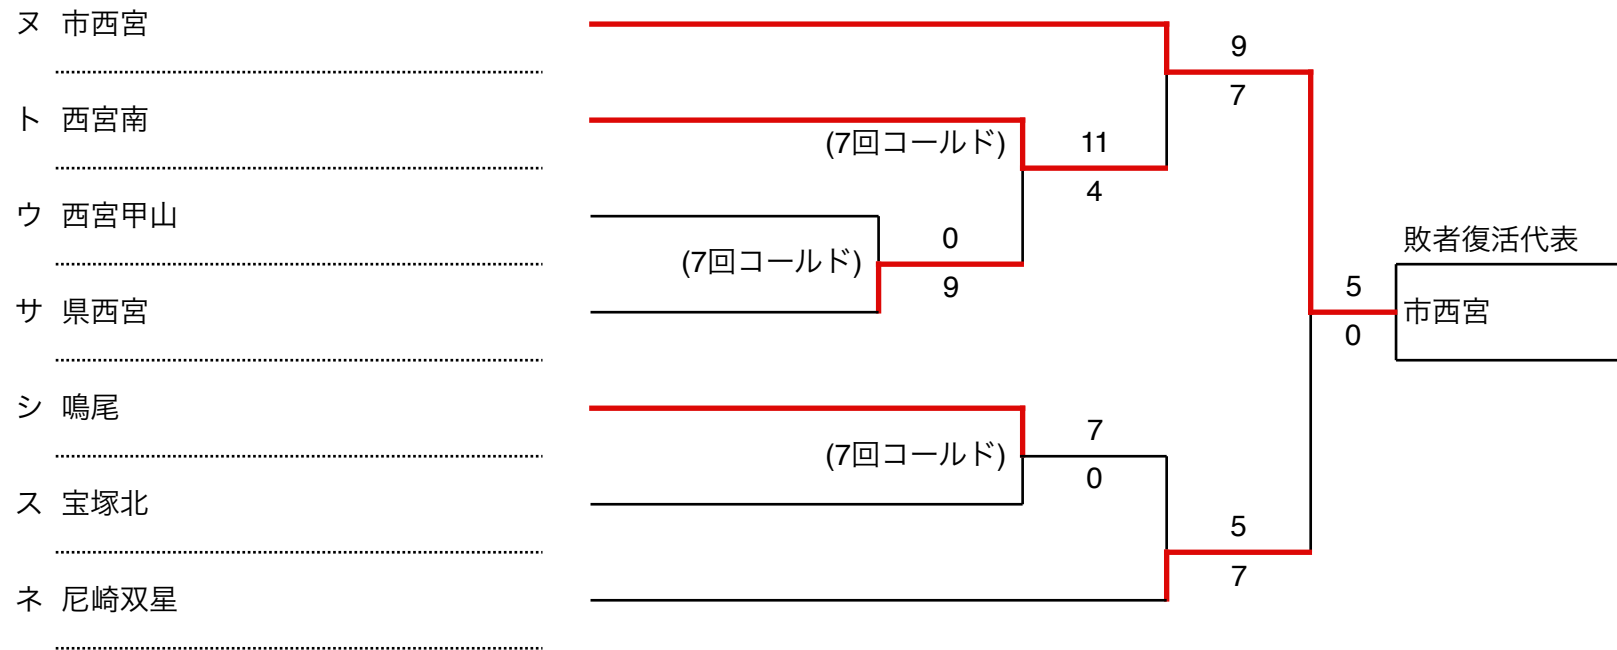 ヌ 市西宮
9
7
ト 西宮南
(7回コールド)
11
4
ウ 西宮甲山
(7回コールド)
0
9
サ 県西宮
敗者復活代表
5
市西宮
0
シ 鳴尾
(7回コールド)
7
0
ス 宝塚北
5
7
ネ 尼崎双星